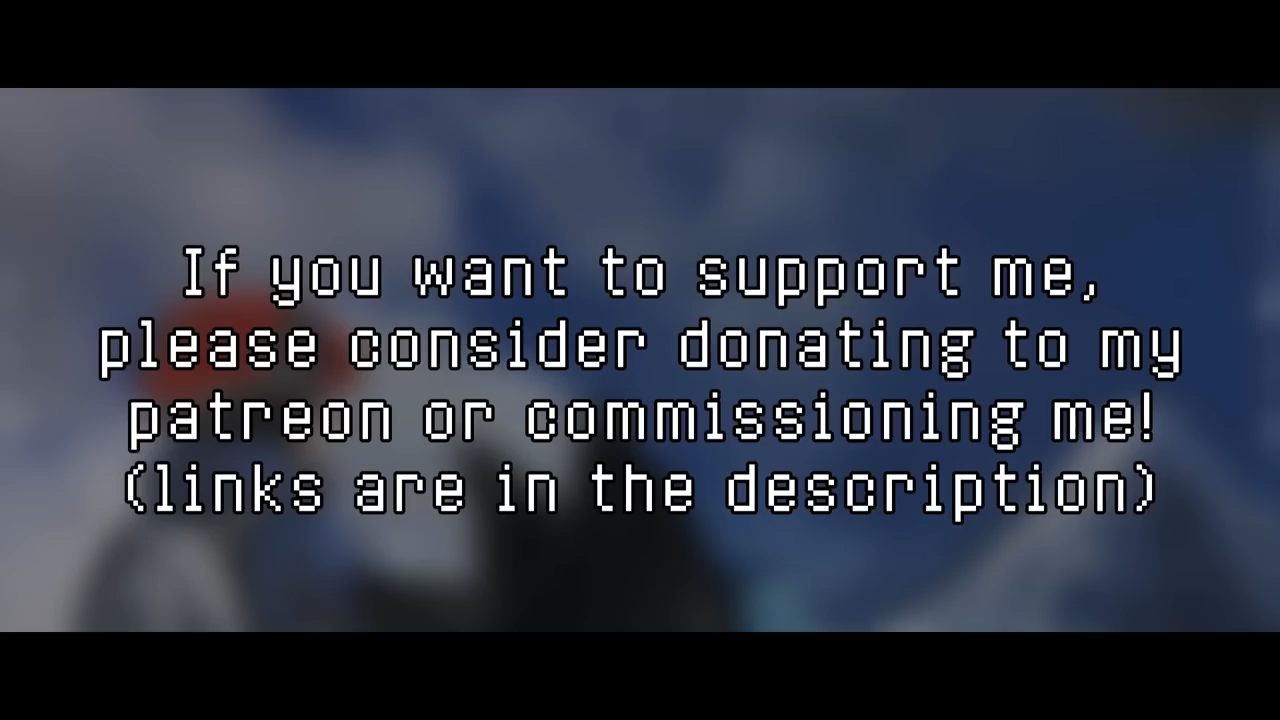 If you want to support me,
please consider donating to my
patreon or commissioning me!
(links are in the description)